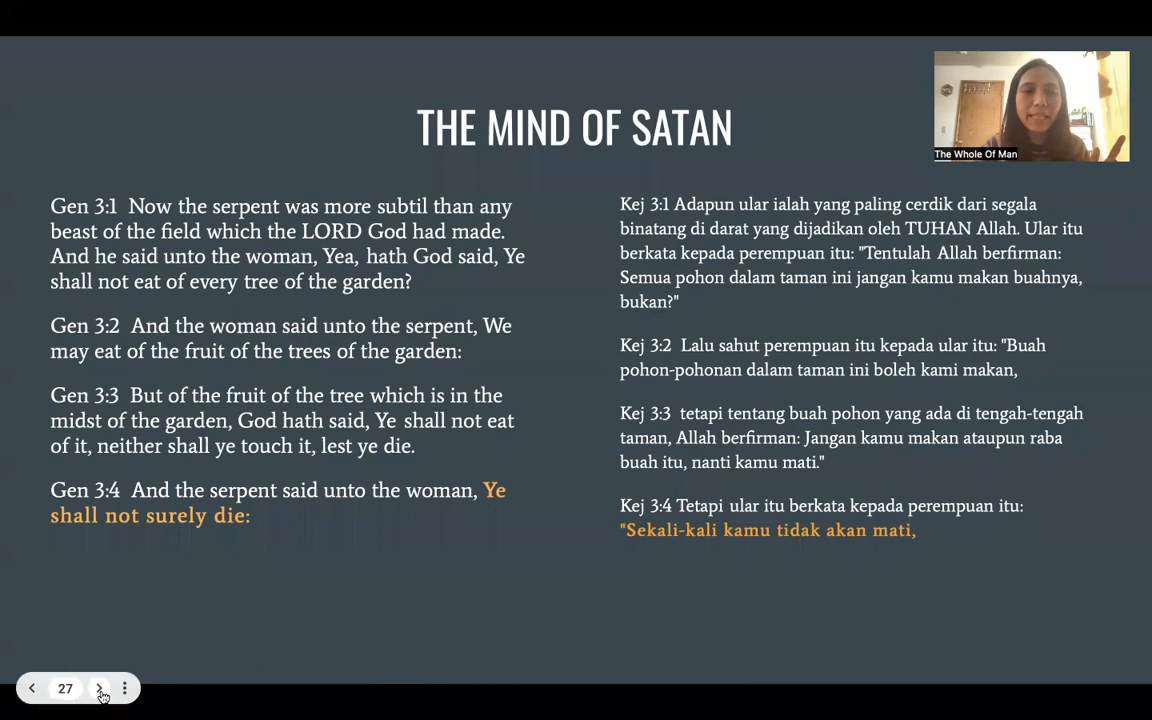 THE MIND OF SATAN
The Whole Of Man
Gen 3:1  Now the serpent was more subtil than any
beast of the field which the LORD God had made.
And he said unto the woman, Yea, hath God said, Ye
shall not eat of every tree of the garden?
Gen 3:2  And the woman said unto the serpent, We
may eat of the fruit of the trees of the garden:
Gen 3:3  But of the fruit of the tree which is in the
midst of the garden, God hath said, Ye shall not eat
of it, neither shall ye touch it, lest ye die.
Gen 3:4  And the serpent said unto the woman, Ye
shall not surely die:
Kej 3:1 Adapun ular ialah yang paling cerdik dari segala
binatang di darat yang dijadikan oleh TUHAN Allah. Ular itu
berkata kepada perempuan itu: "Tentulah Allah berfirman:
Semua pohon dalam taman ini jangan kamu makan buahnya,
bukan?"
Kej 3:2  Lalu sahut perempuan itu kepada ular itu: "Buah
pohon-pohonan dalam taman ini boleh kami makan,
Kej 3:3  tetapi tentang buah pohon yang ada di tengah-tengah
taman, Allah berfirman: Jangan kamu makan ataupun raba
buah itu, nanti kamu mati."
Kej 3:4 Tetapi ular itu berkata kepada perempuan itu:
"Sekali-kali kamu tidak akan mati,
27